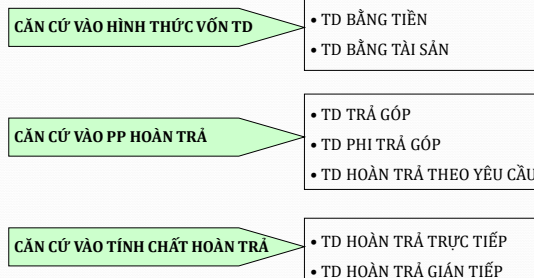 CĂN CỨ VÀO HÌNH THỨC VỐN TD
• TD BẰNG TIỀN
• TD BẰNG TÀI SẢN
CĂN CỨ VÀO PP HOÀN TRẢ
• TD TRẢ GÓP
• TD PHI TRẢ GÓP
• TD HOÀN TRẢ THEO YÊU CẦU
CĂN CỨ VÀO TÍNH CHẤT HOÀN TRẢ
• TD HOÀN TRẢ TRỰC TIẾP
• TD HOÀN TRẢ GIÁN TIẾP